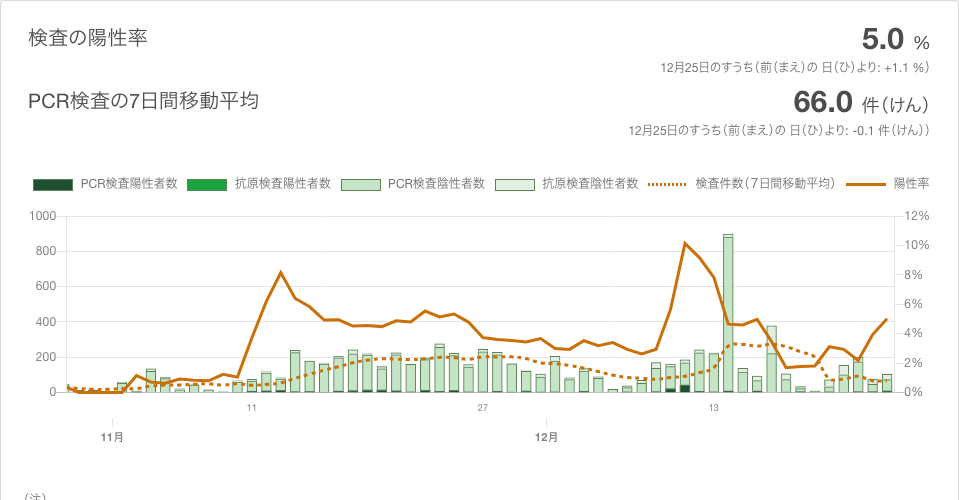 検査の陽性率
5.0 %
12月25日のすうち(前(まえ)の 日(ひ)より: +1.1 %)
PCR検査の7日間移動平均
66.0 件(けん)
12月25日のすうち(前(まえ)の 日(ひ)より: -0.1 件(けん))
PCR検査陽性者数 抗原検査陽性者数 PCR検査陰性者数 抗原検査陰性者数 検査件数(7日間移動平均) 陽性率
1000 12%
10%
800
8%
600
6%
400
4%
200
2%
0 0%
11 27 13
11月 12月
(注)